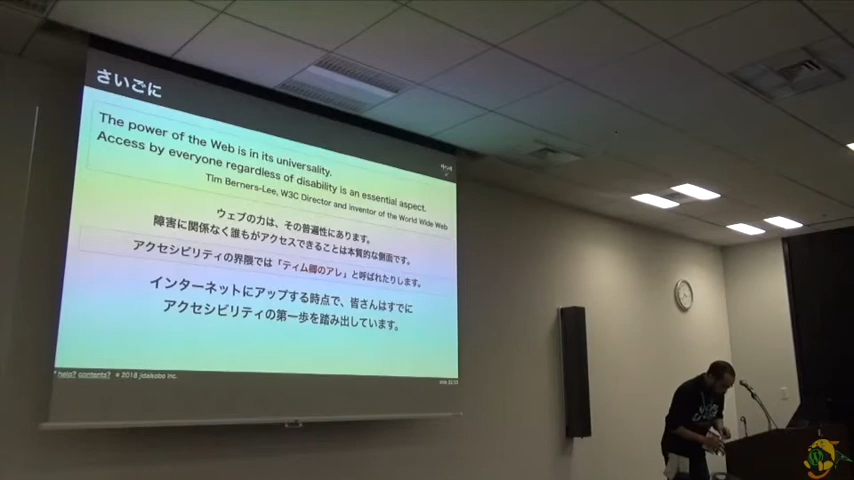 さいごに
The power of the Web is in its universality.
Access by everyone regardless of disability is an essential aspect.
Tim Berners-Lee, W3C Director and inventor of the World Wide Web
ウェブの力は、その普遍性にあります。
障害に関係なく誰もがアクセスできることは本質的な側面です。
アクセシビリティの界隈では「ティム卿のアレ」と呼ばれたりします。
インターネットにアップする時点で、皆さんはすでに
アクセシビリティの第一歩を踏み出しています。
help? contents? © 2018 jidaikobo inc.